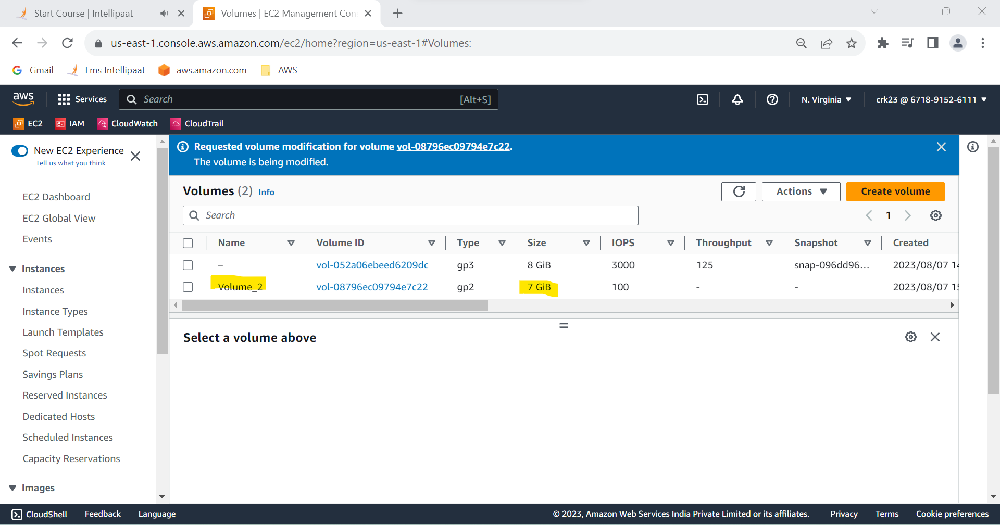 Start Course | Intellipaat
Volumes | EC2 Management Con
us-east-1.console.aws.amazon.com/ec2/home?region=us-east-1#Volumes:
Gmail Lms Intellipaat aws.amazon.com AWS
aws Services Search [Alt+S] N. Virginia crk23 @ 6718-9152-6111
EC2 IAM CloudWatch CloudTrail
New EC2 Experience
Tell us what you think
EC2 Dashboard
EC2 Global View
Events
Instances
Instances
Instance Types
Launch Templates
Spot Requests
Savings Plans
Reserved Instances
Dedicated Hosts
Scheduled Instances
Capacity Reservations
Images
Requested volume modification for volume vol-08796ec09794e7c22.
The volume is being modified.
Volumes (2) Info Actions Create volume
Search 1
Name Volume ID Type Size IOPS Throughput Snapshot Created
– vol-052a06ebeed6209dc gp3 8 GiB 3000 125 snap-096dd96... 2023/08/07 14
Volume_2 vol-08796ec09794e7c22 gp2 7 GiB 100 - - 2023/08/07 15
Select a volume above
CloudShell Feedback Language © 2023, Amazon Web Services India Private Limited or its affiliates. Privacy Terms Cookie preferences